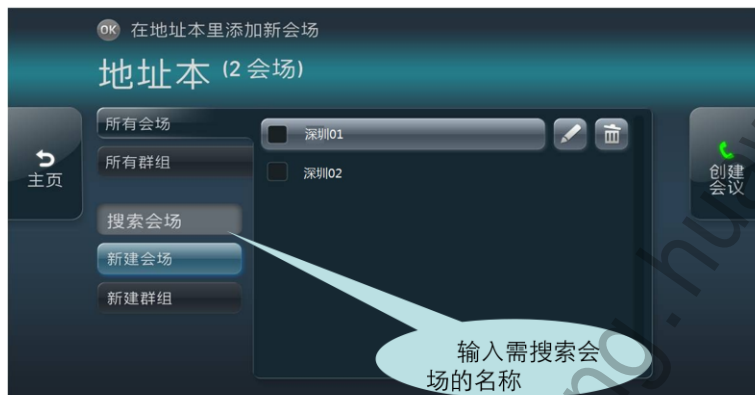 OK 在地址本里添加新会场
地址本 (2 会场)
主页
所有会场
所有群组
搜索会场
新建会场
新建群组
深圳01
深圳02
创建
会议
输入需搜索会
场的名称